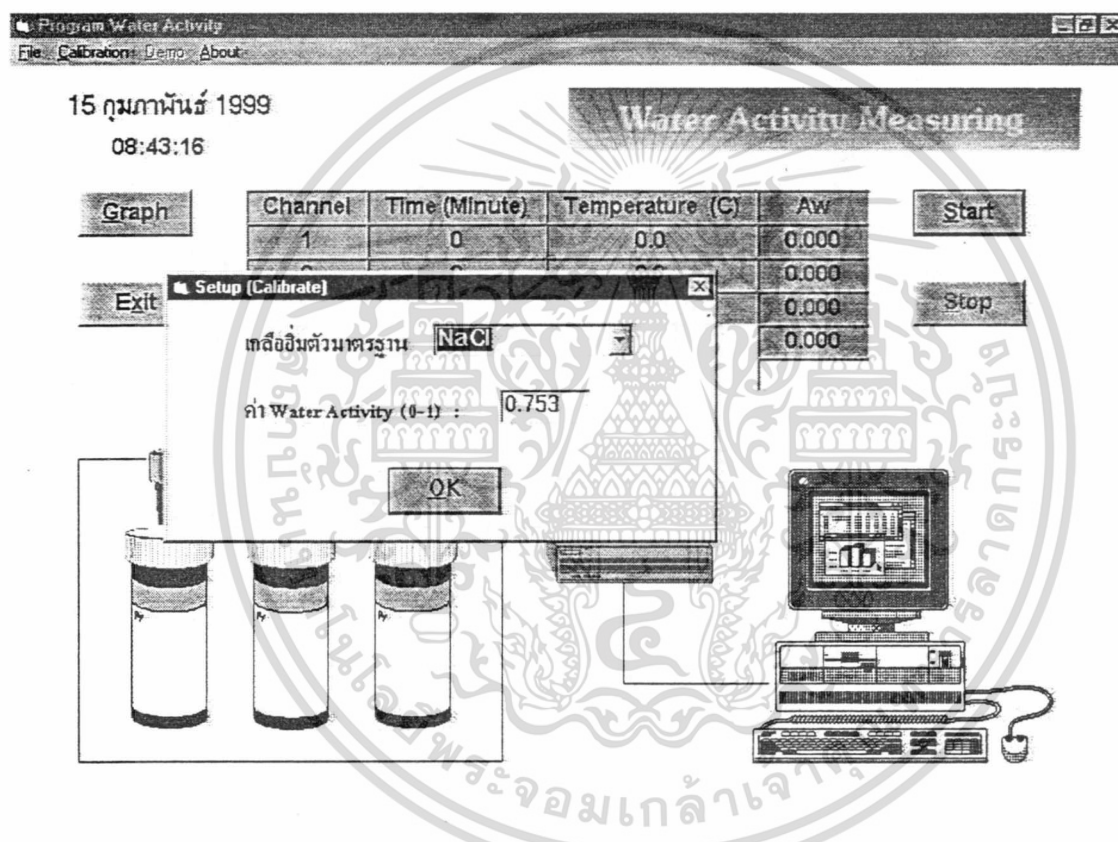 Program Water Activity
File Calibration Demo About
15 กุมภาพันธ์ 1999
08:43:16
Water Activity Measuring
Graph
Exit
Channel Time (Minute) Temperature (C) Aw
1 0 0.0 0.000
0.000
0.000
0.000
Start
Stop
Setup (Calibrate)
เกลืออิ่มตัวมาตรฐาน NaCl
ค่า Water Activity (0-1) : 0.753
OK